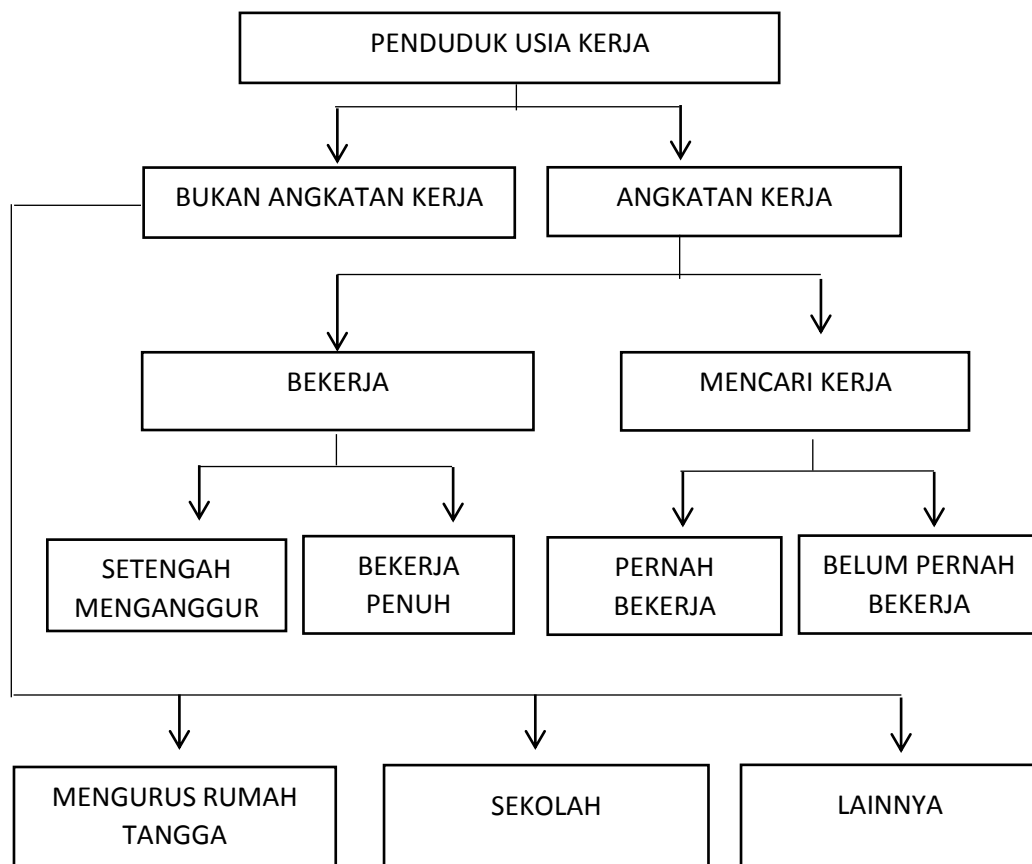 PENDUDUK USIA KERJA
BUKAN ANGKATAN KERJA
ANGKATAN KERJA
BEKERJA
MENCARI KERJA
SETENGAH
MENGANGGUR
BEKERJA
PENUH
PERNAH
BEKERJA
BELUM PERNAH
BEKERJA
MENGURUS RUMAH
TANGGA
SEKOLAH
LAINNYA